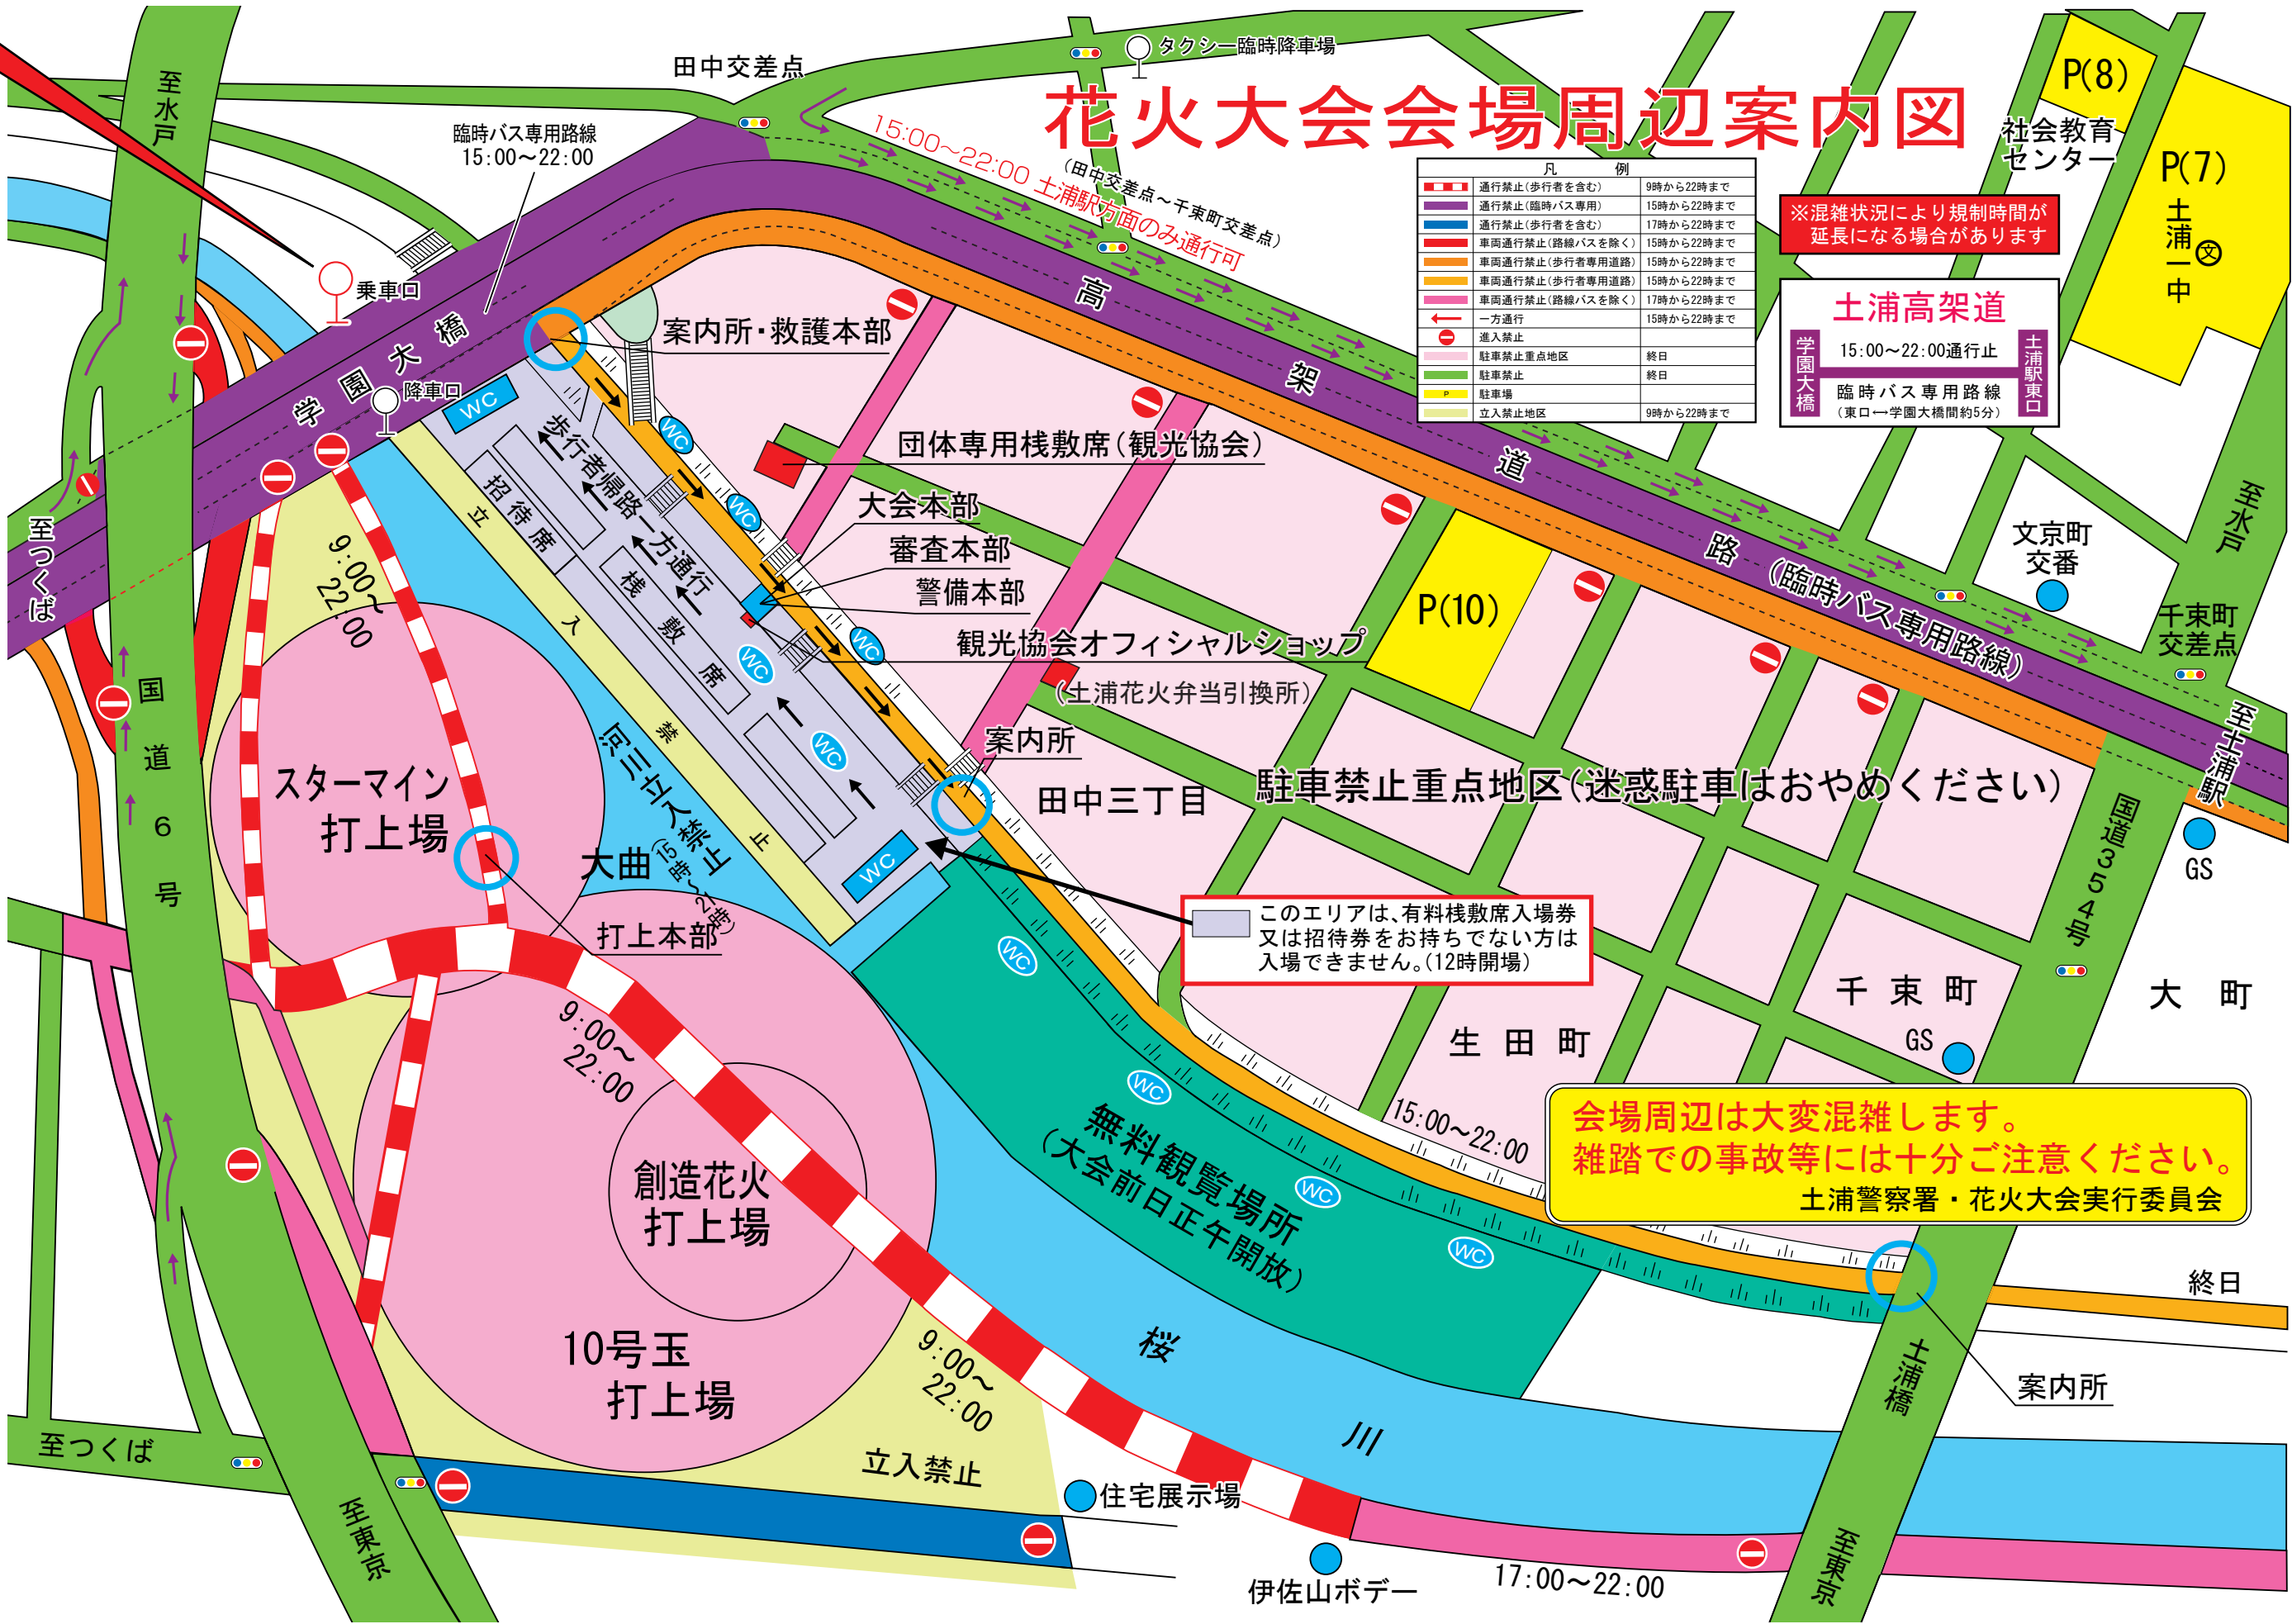 花火大会会場周辺案内図
至水戸
臨時バス専用路線
15:00～22:00
田中交差点
タクシー臨時降車場
15:00～22:00 土浦駅方面のみ通行可
(田中交差点～千束町交差点)
凡 例
通行禁止(歩行者を含む) 9時から22時まで
通行禁止(臨時バス専用) 15時から22時まで
通行禁止(歩行者を含む) 17時から22時まで
車両通行禁止(路線バスを除く) 15時から22時まで
車両通行禁止(歩行者専用道路) 15時から22時まで
車両通行禁止(歩行者専用道路) 15時から22時まで
車両通行禁止(路線バスを除く) 17時から22時まで
一方通行 15時から22時まで
進入禁止
駐車禁止重点地区 終日
駐車禁止 終日
P 駐車場
立入禁止地区 9時から22時まで
※混雑状況により規制時間が
延長になる場合があります
土浦高架道
学園大橋
15:00～22:00通行止
臨時バス専用路線
(東口↔学園大橋間約5分)
土浦駅東口
P(8)
社会教育
センター
P(7)
土浦一中
文
乗車口
降車口
学園大橋
高架道路(臨時バス専用路線)
案内所・救護本部
団体専用桟敷席(観光協会)
大会本部
審査本部
警備本部
観光協会オフィシャルショップ
(土浦花火弁当引換所)
案内所
WC
WC
WC
WC
WC
WC
WC
歩行者帰路一方通行
招待席
桟敷席
立入禁止
河川立入禁止
(15時～21時)
至つくば
9:00～
22:00
国道6号
スターマイン
打上場
大曲
打上本部
P(10)
文京町
交番
至水戸
千束町
交差点
至土浦駅
GS
田中三丁目
駐車禁止重点地区(迷惑駐車はおやめください)
国道354号
このエリアは、有料桟敷席入場券
又は招待券をお持ちでない方は
入場できません。(12時開場)
千束町
大町
生田町
GS
9:00～
22:00
WC
WC
WC
WC
無料観覧場所
(大会前日正午開放)
15:00～22:00
会場周辺は大変混雑します。
雑踏での事故等には十分ご注意ください。
土浦警察署・花火大会実行委員会
創造花火
打上場
10号玉
打上場
9:00～
22:00
桜川
終日
土浦橋
案内所
至つくば
立入禁止
住宅展示場
至東京
伊佐山ボデー
17:00～22:00
至東京